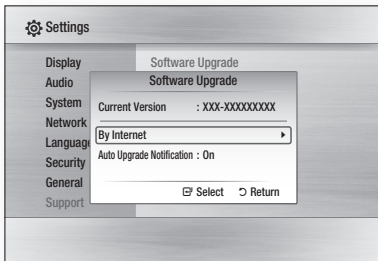 Settings
Display
Software Upgrade
Audio
Software Upgrade
System
Current Version : XXX-XXXXXXXXX
Network
By Internet
Language
Auto Upgrade Notification : On
Security
General
Select Return
Support